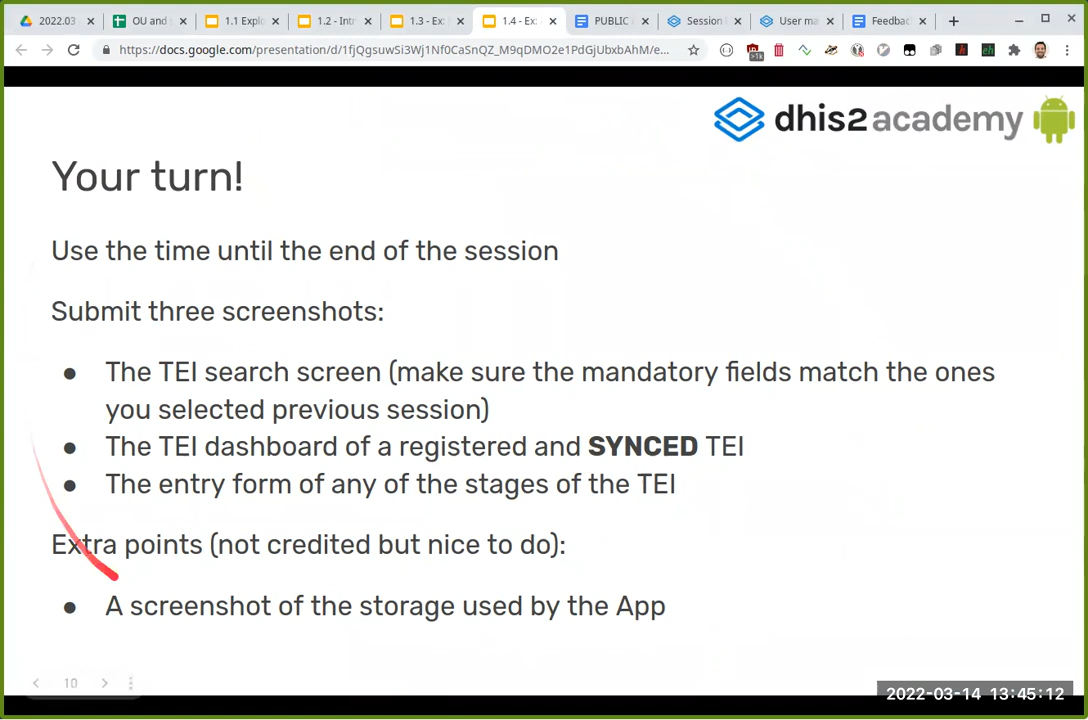 2022.03
OU and
1.1 Explo
1.2 - Intr
1.3 - Ex:
1.4 - Ex:
PUBLIC
Session
User ma
Feedbac
https://docs.google.com/presentation/d/1fjQgsuwSi3Wj1Nf0CaSnQZ_M9qDMO2e1PdGjUbxbAhM/e...
dhis2academy
Your turn!
Use the time until the end of the session
Submit three screenshots:
● The TEI search screen (make sure the mandatory fields match the ones
you selected previous session)
● The TEI dashboard of a registered and SYNCED TEI
● The entry form of any of the stages of the TEI
Extra points (not credited but nice to do):
● A screenshot of the storage used by the App
10
2022-03-14 13:45:12